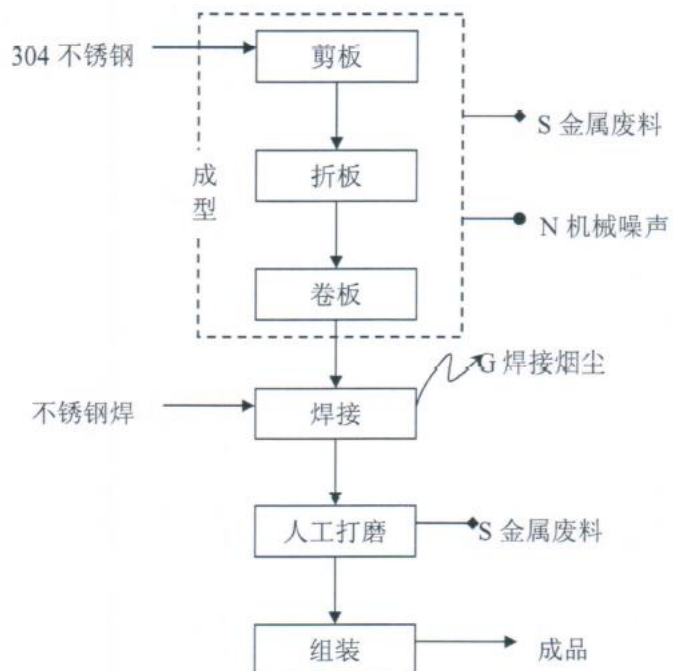 304 不锈钢
剪板
S 金属废料
成
型
折板
N 机械噪声
卷板
G 焊接烟尘
不锈钢焊
焊接
人工打磨
S 金属废料
组装
成品